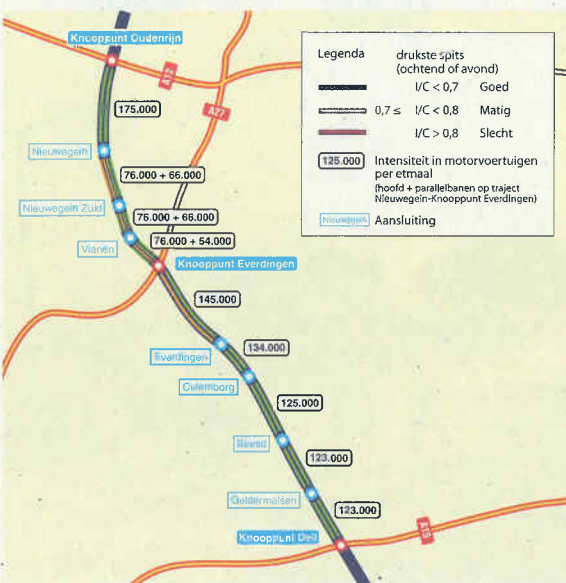 Knooppunt Oudenrijn
A12
A27
175.000
Nieuwegein
76.000 + 66.000
Nieuwegein Zuid
76.000 + 66.000
Vianen
76.000 + 54.000
Knooppunt Everdingen
145.000
Everdingen
134.000
Culemborg
125.000
Beesd
123.000
Geldermalsen
123.000
Knooppunt Deil
A15
Legenda
drukste spits
(ochtend of avond)
I/C < 0,7 Goed
0,7 ≤ I/C < 0,8 Matig
I/C > 0,8 Slecht
125.000 Intensiteit in motorvoertuigen
per etmaal
(hoofd + parallelbanen op traject
Nieuwegein-Knooppunt Everdingen)
Nieuwegein Aansluiting